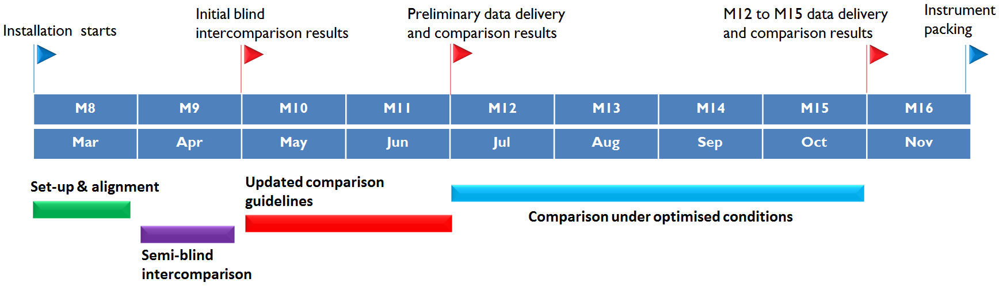 Installation starts
Initial blind
intercomparison results
Preliminary data delivery
and comparison results
M12 to M15 data delivery
and comparison results
Instrument
packing
M8 M9 M10 M11 M12 M13 M14 M15 M16
Mar Apr May Jun Jul Aug Sep Oct Nov
Set-up & alignment
Semi-blind
intercomparison
Updated comparison
guidelines
Comparison under optimised conditions